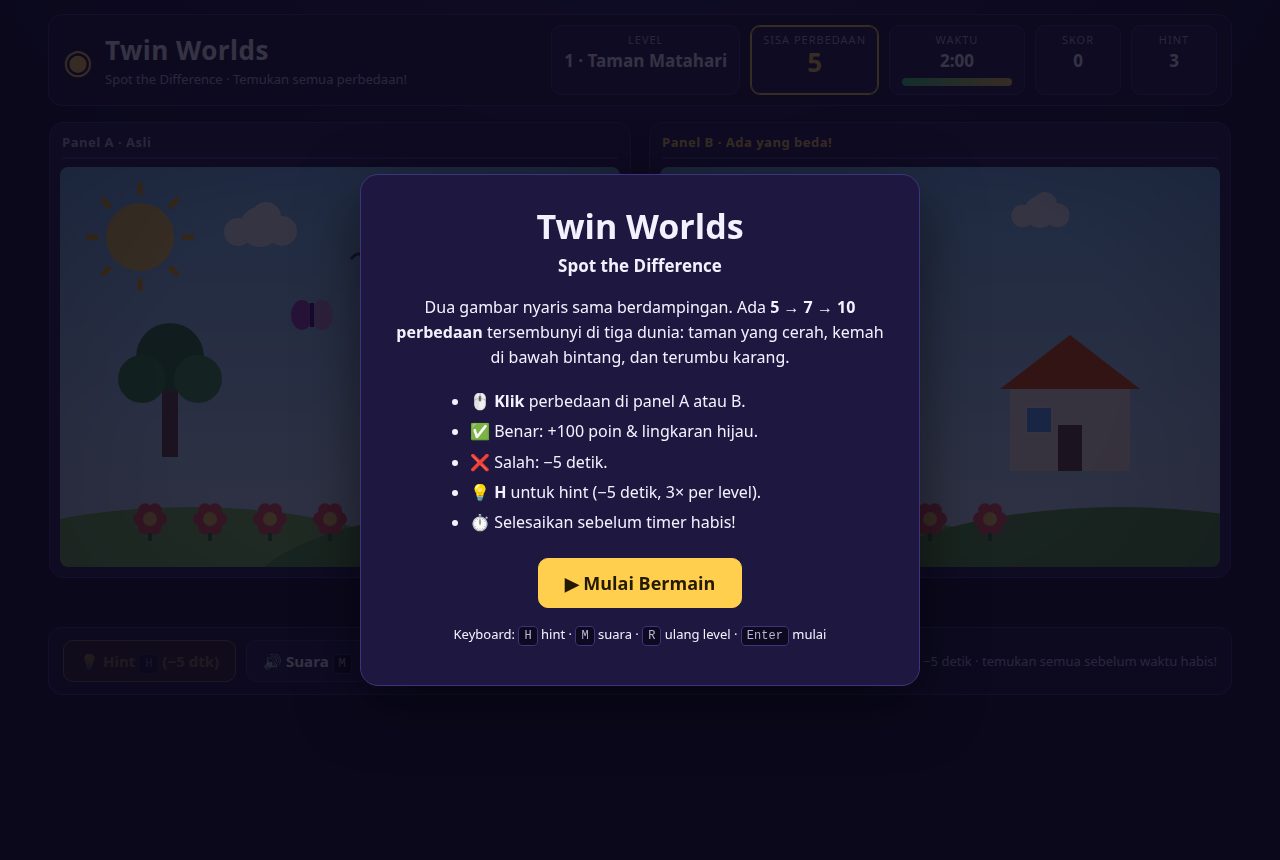 Twin Worlds
Spot the Difference · Temukan semua perbedaan!
LEVEL
1 · Taman Matahari
SISA PERBEDAAN
5
WAKTU
2:00
SKOR
0
HINT
3
Panel A · Asli
Panel B · Ada yang beda!
Twin Worlds
Spot the Difference
Dua gambar nyaris sama berdampingan. Ada 5 → 7 → 10
perbedaan tersembunyi di tiga dunia: taman yang cerah, kemah
di bawah bintang, dan terumbu karang.
• 🖱️ Klik perbedaan di panel A atau B.
• ✅ Benar: +100 poin & lingkaran hijau.
• ❌ Salah: −5 detik.
• 💡 H untuk hint (−5 detik, 3× per level).
• ⏱️ Selesaikan sebelum timer habis!
▶ Mulai Bermain
Keyboard: H hint · M suara · R ulang level · Enter mulai
💡 Hint H (−5 dtk)
🔊 Suara M
−5 detik · temukan semua sebelum waktu habis!